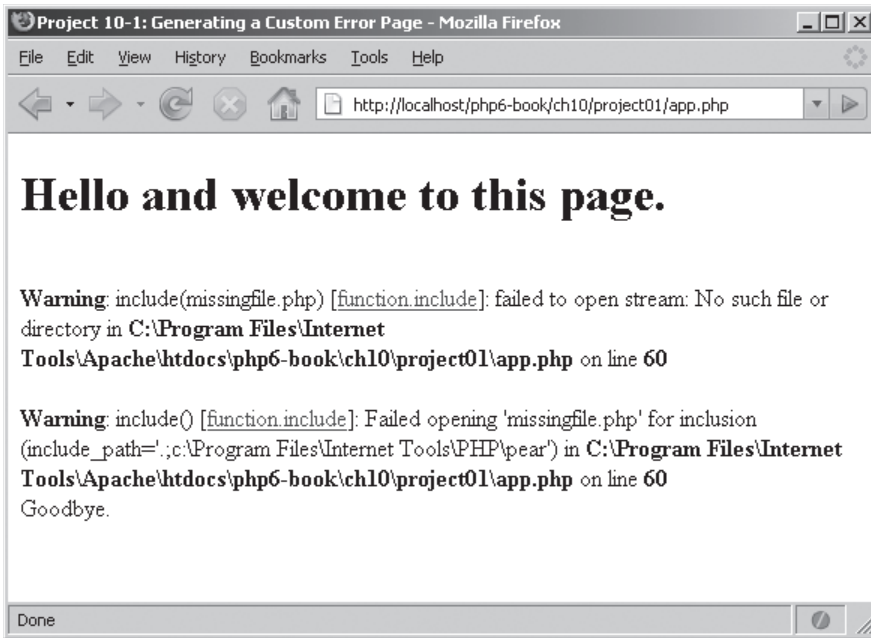 Project 10-1: Generating a Custom Error Page - Mozilla Firefox
File Edit View History Bookmarks Tools Help
http://localhost/php6-book/ch10/project01/app.php
Hello and welcome to this page.
Warning: include(missingfile.php) [function.include]: failed to open stream: No such file or
directory in C:\Program Files\Internet
Tools\Apache\htdocs\php6-book\ch10\project01\app.php on line 60
Warning: include() [function.include]: Failed opening 'missingfile.php' for inclusion
(include_path='.;c:\Program Files\Internet Tools\PHP\pear') in C:\Program Files\Internet
Tools\Apache\htdocs\php6-book\ch10\project01\app.php on line 60
Goodbye.
Done